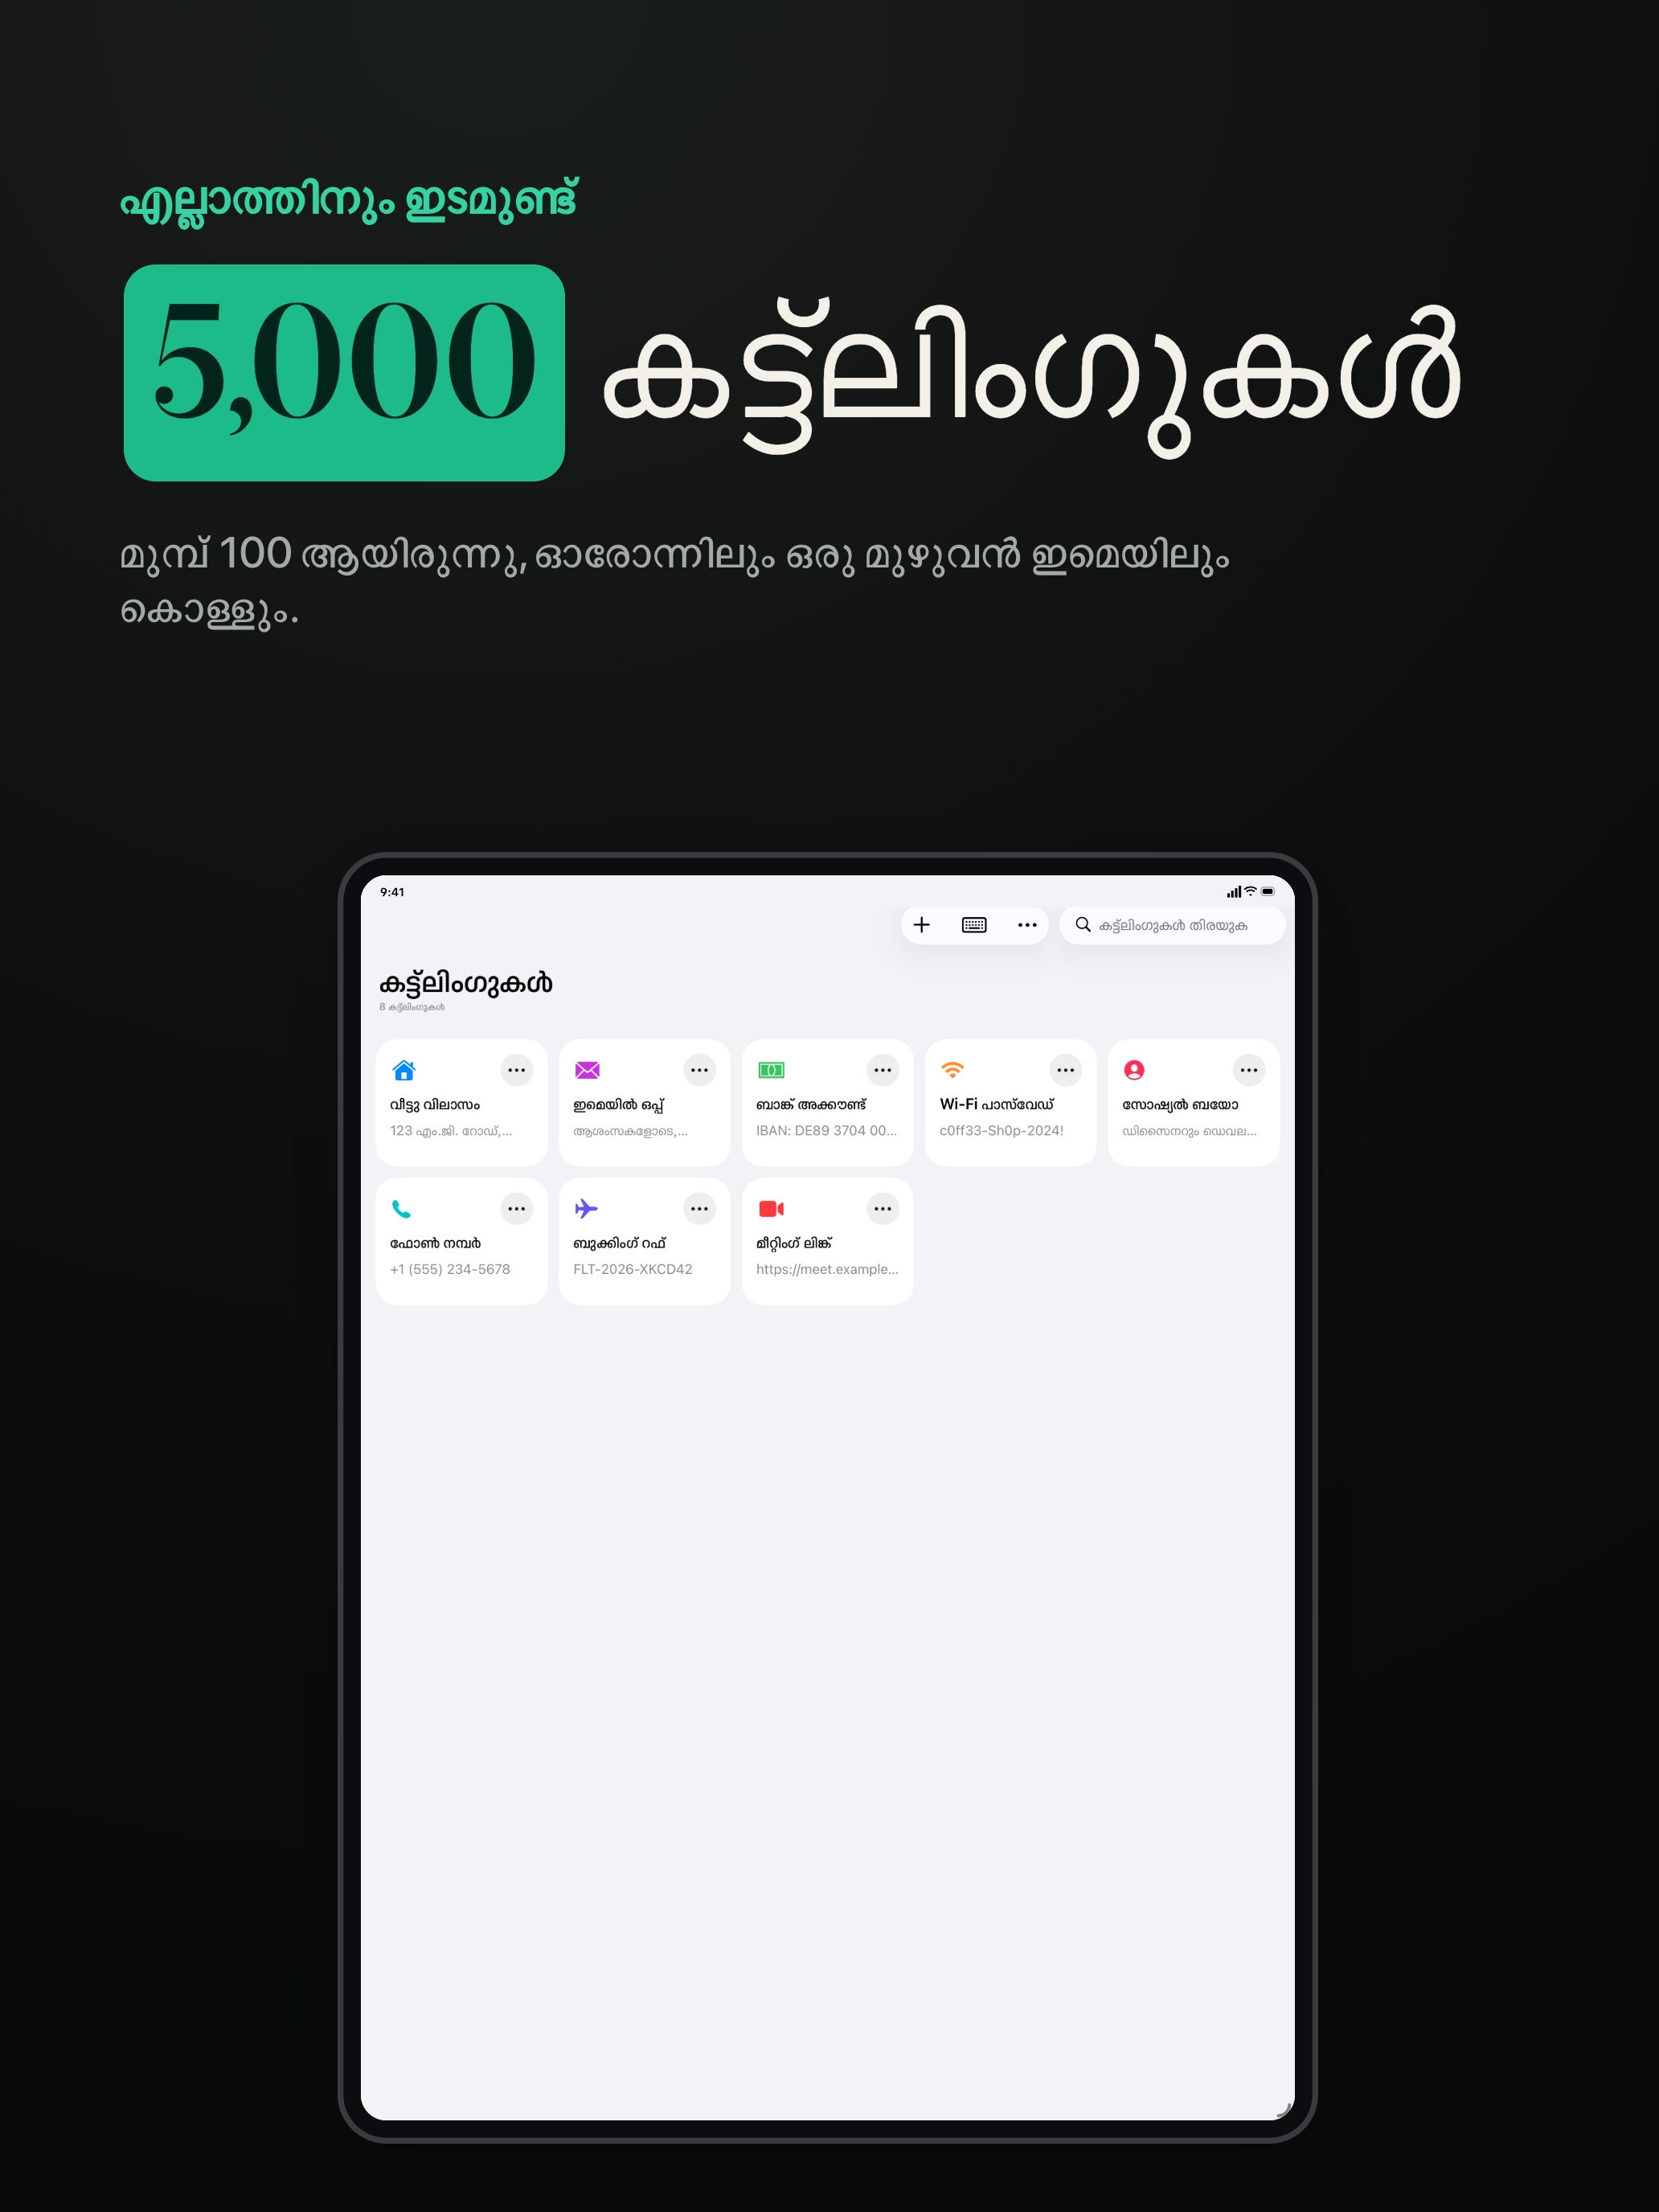 എല്ലാത്തിനും ഇടമുണ്ട്
5,000 കട്ട്ലിംഗുകൾ
മുമ്പ് 100 ആയിരുന്നു, ഓരോന്നിലും ഒരു മുഴുവൻ ഇമെയിലും
കൊള്ളും.
9:41
കട്ട്ലിംഗുകൾ തിരയുക
കട്ട്ലിംഗുകൾ
8 കട്ട്ലിംഗുകൾ
വീട്ടു വിലാസം
123 എം.ജി. റോഡ്,...
ഇമെയിൽ ഒപ്പ്
ആശംസകളോടെ,...
ബാങ്ക് അക്കൗണ്ട്
IBAN: DE89 3704 00...
Wi-Fi പാസ്‌വേഡ്
c0ff33-Sh0p-2024!
സോഷ്യൽ ബയോ
ഡിസൈനറും ഡെവല...
ഫോൺ നമ്പർ
+1 (555) 234-5678
ബുക്കിംഗ് റഫ്
FLT-2026-XKCD42
മീറ്റിംഗ് ലിങ്ക്
https://meet.example...